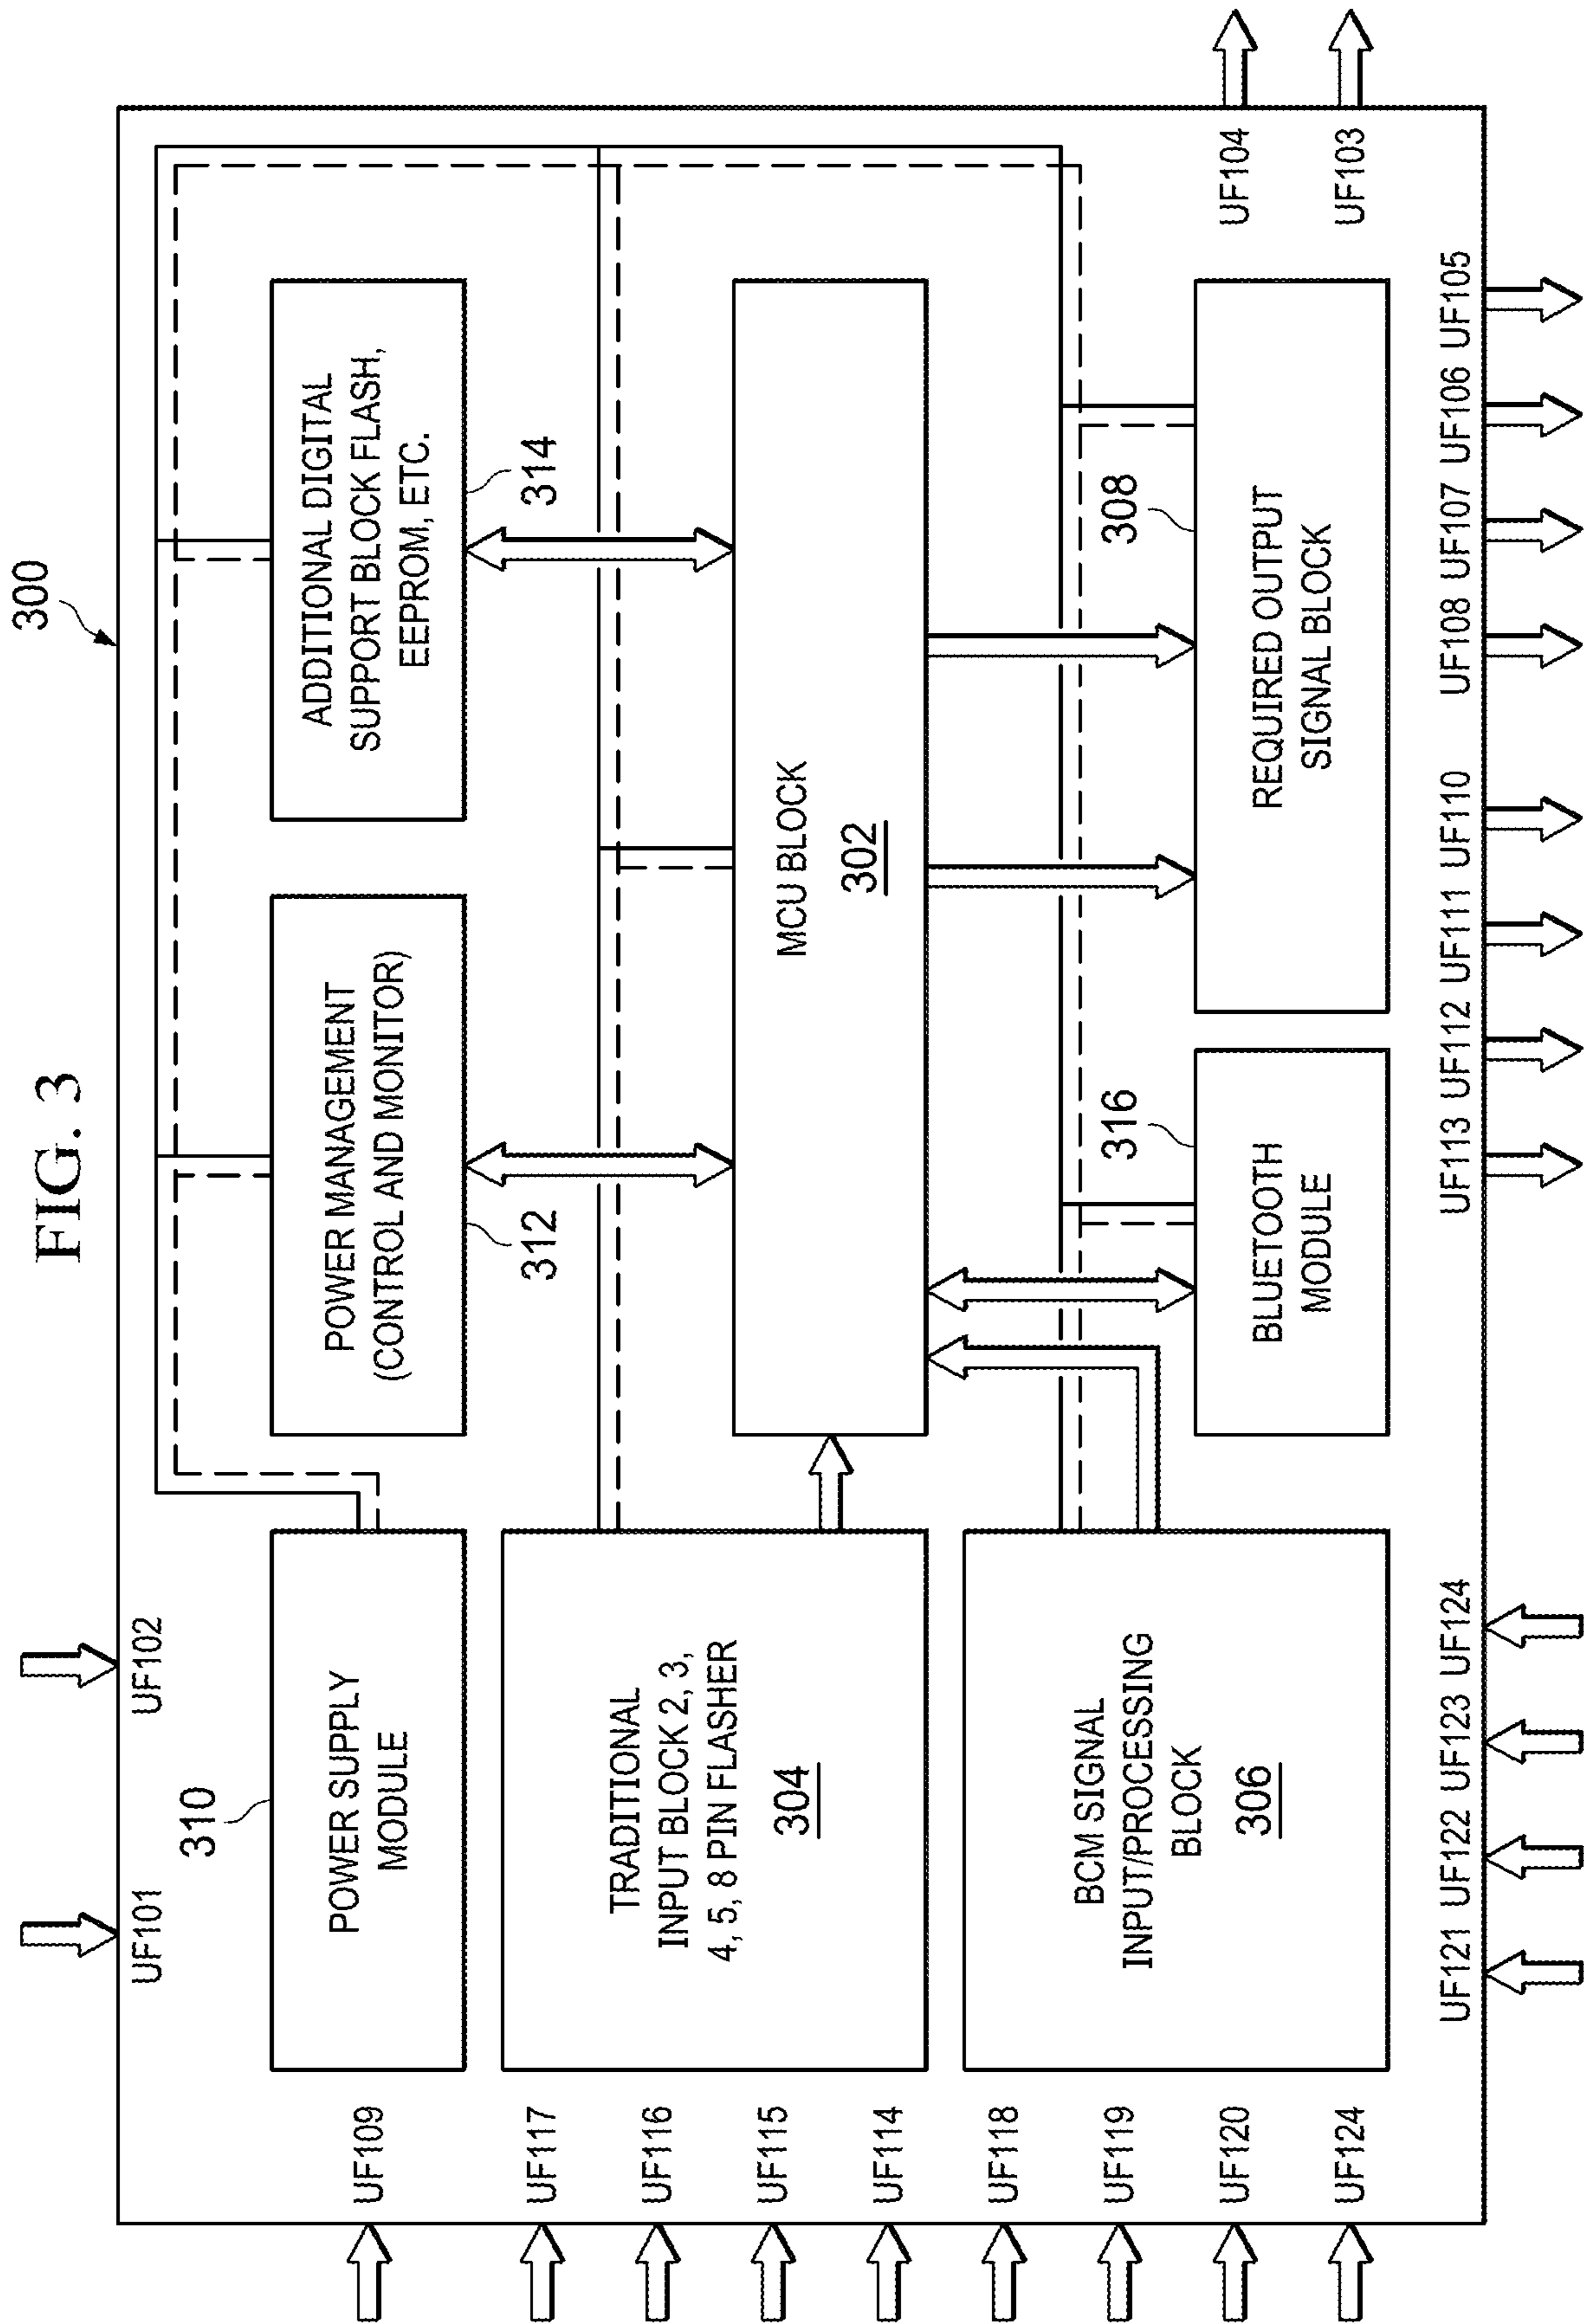 FIG. 3
300
UF101
UF102
310
POWER SUPPLY
MODULE
POWER MANAGEMENT
(CONTROL AND MONITOR)
312
ADDITIONAL DIGITAL
SUPPORT BLOCK FLASH,
EEPROM, ETC.
314
UF109
UF117
UF116
UF115
UF114
UF118
UF119
UF120
UF124
TRADITIONAL
INPUT BLOCK 2, 3,
4, 5, 8 PIN FLASHER
304
MCU BLOCK
302
BCM SIGNAL
INPUT/PROCESSING
BLOCK
306
316
BLUETOOTH
MODULE
308
REQUIRED OUTPUT
SIGNAL BLOCK
UF104
UF103
UF121
UF122
UF123
UF124
UF113
UF112
UF111
UF110
UF108
UF107
UF106
UF105